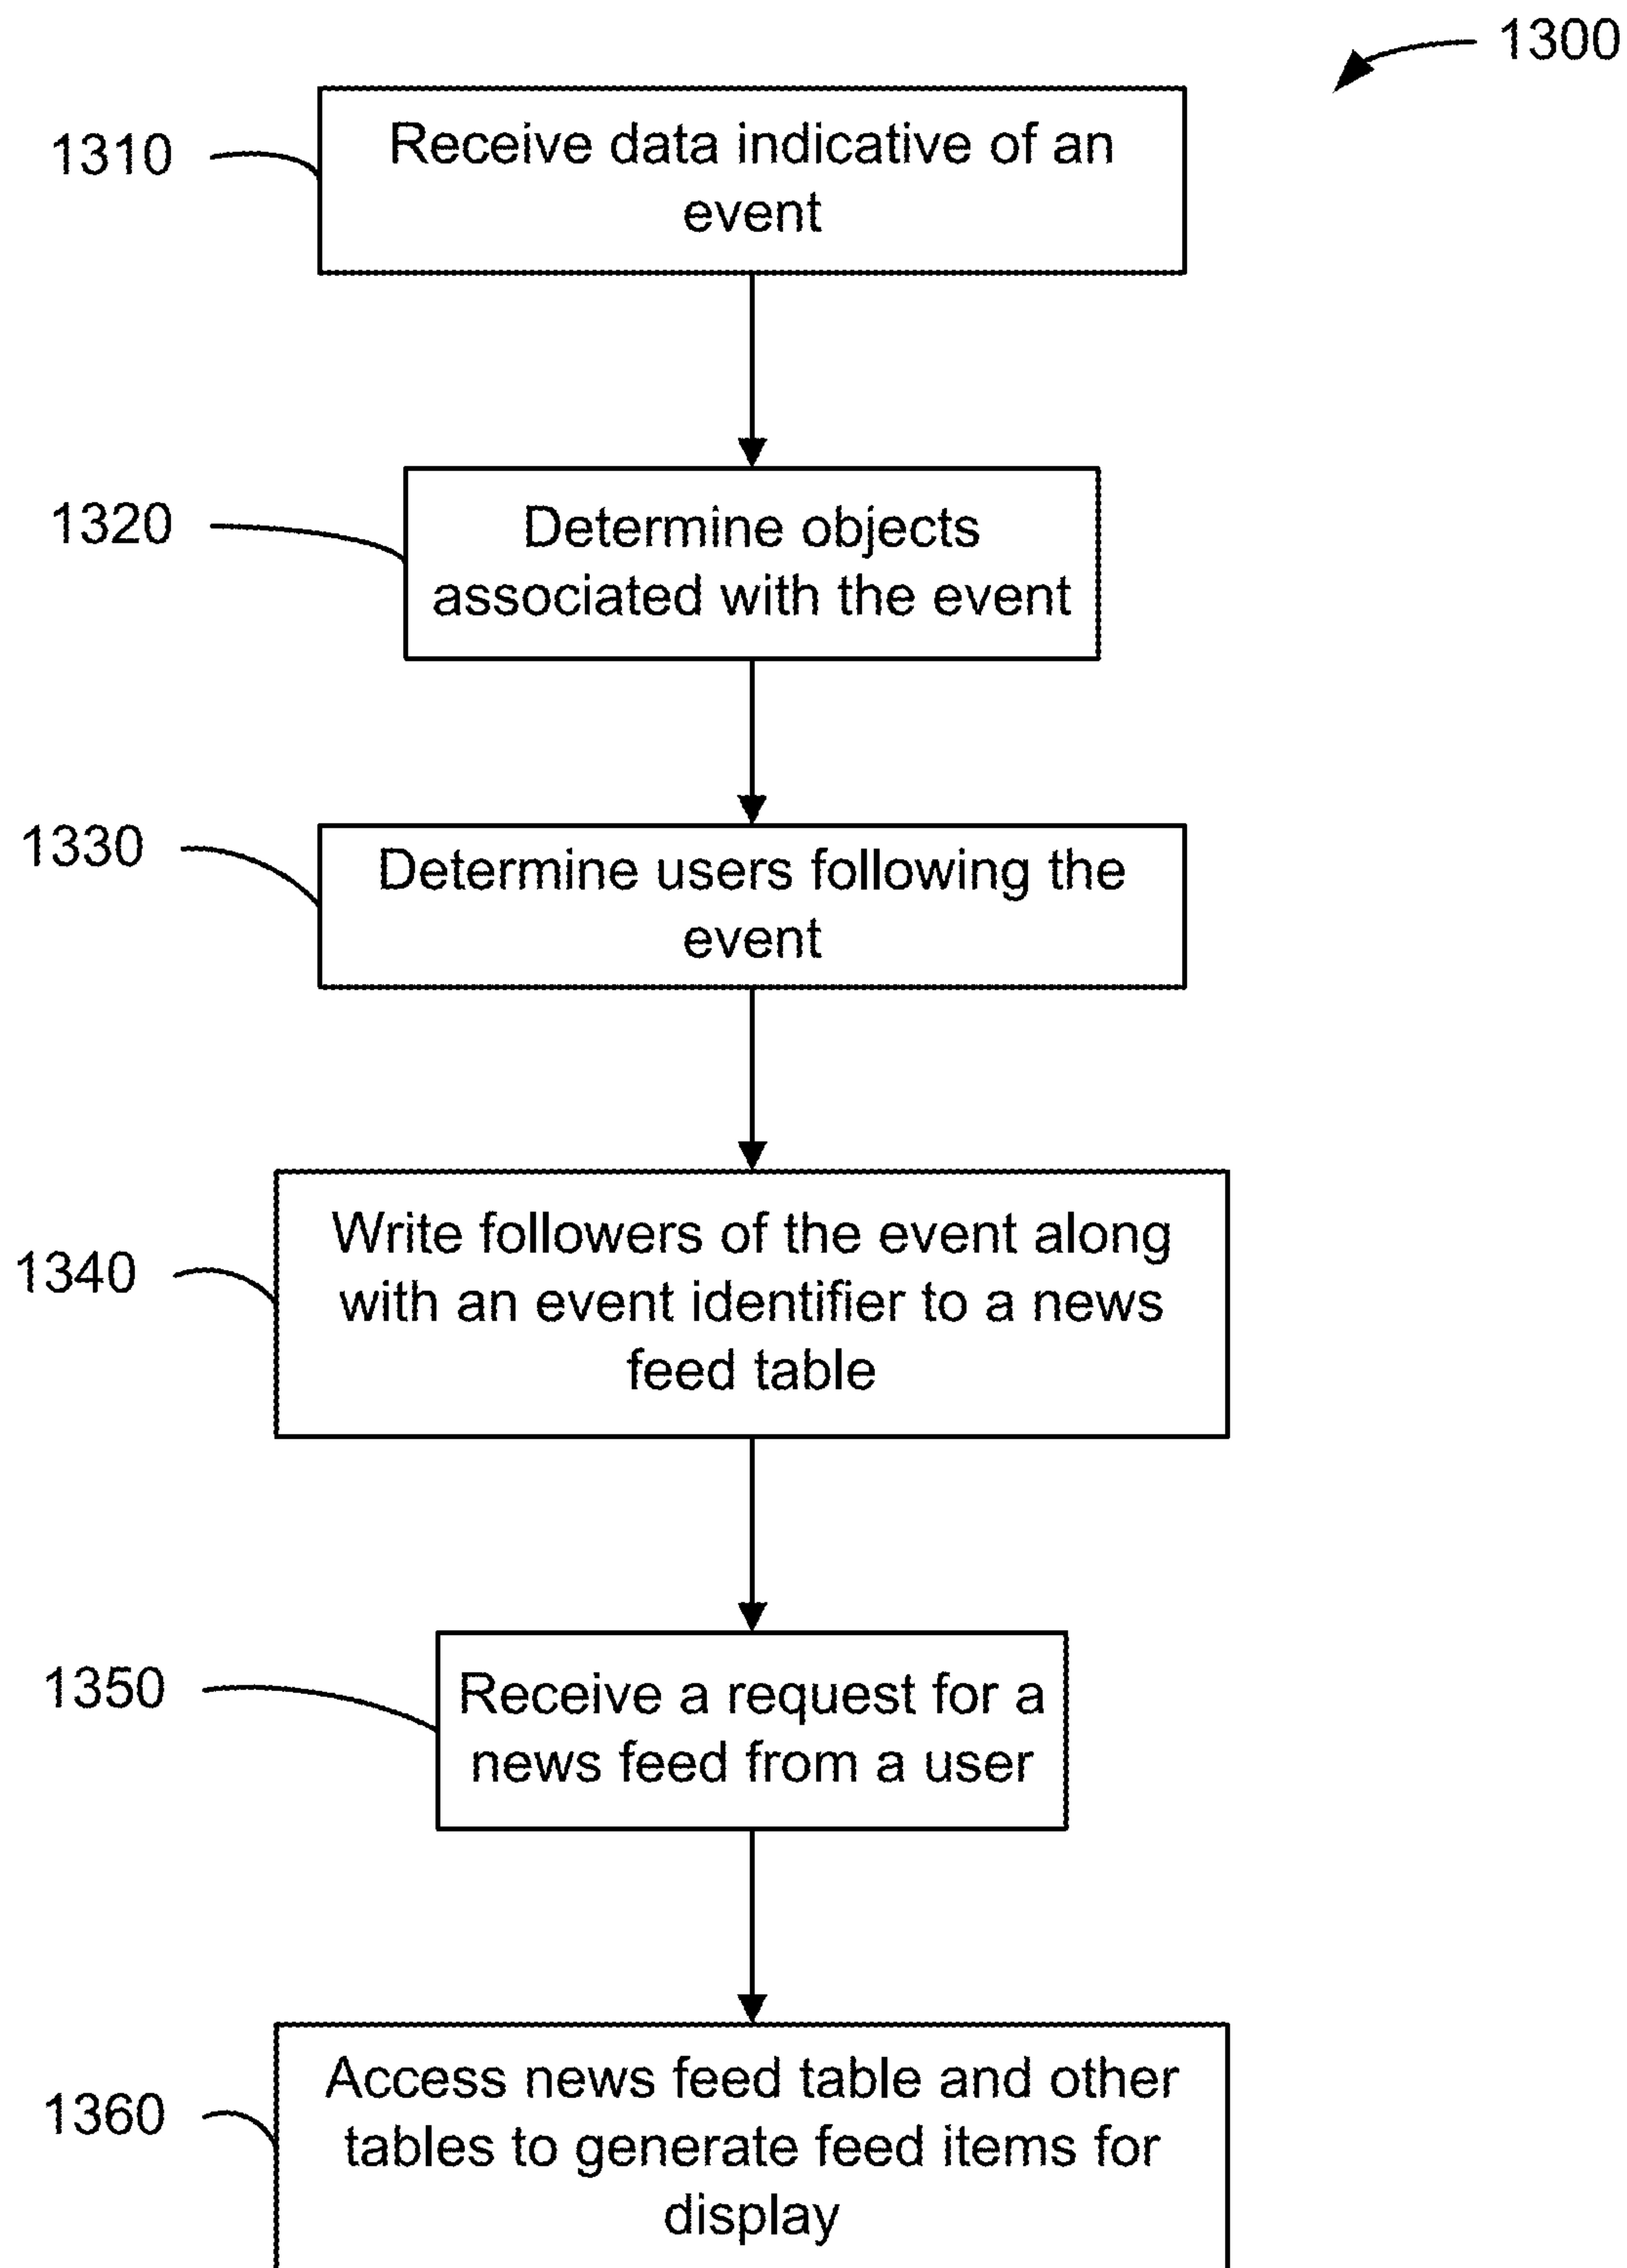 1300
1310
Receive data indicative of an
event
1320
Determine objects
associated with the event
1330
Determine users following the
event
1340
Write followers of the event along
with an event identifier to a news
feed table
1350
Receive a request for a
news feed from a user
1360
Access news feed table and other
tables to generate feed items for
display